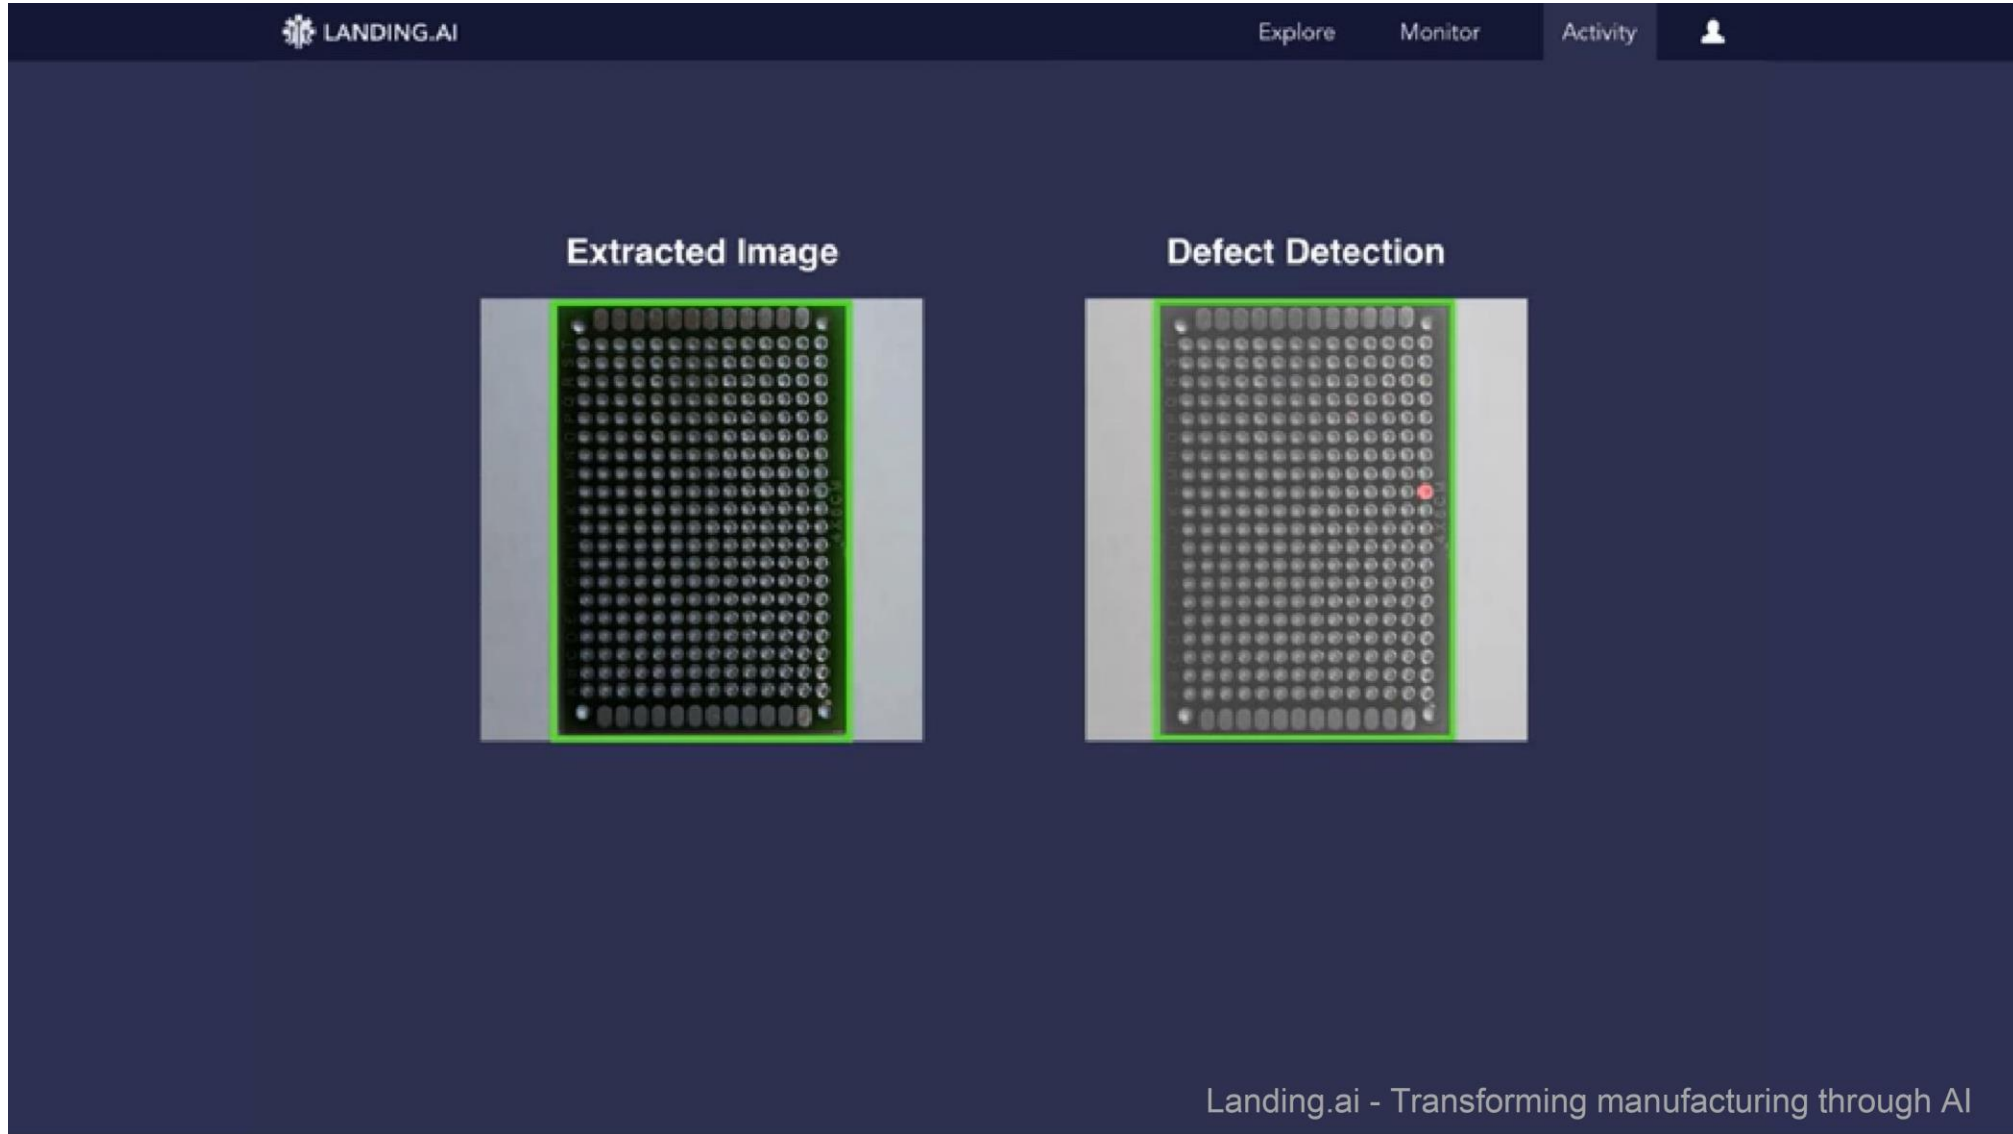 LANDING.AI
Explore
Monitor
Activity
Extracted Image
Defect Detection
Landing.ai - Transforming manufacturing through AI